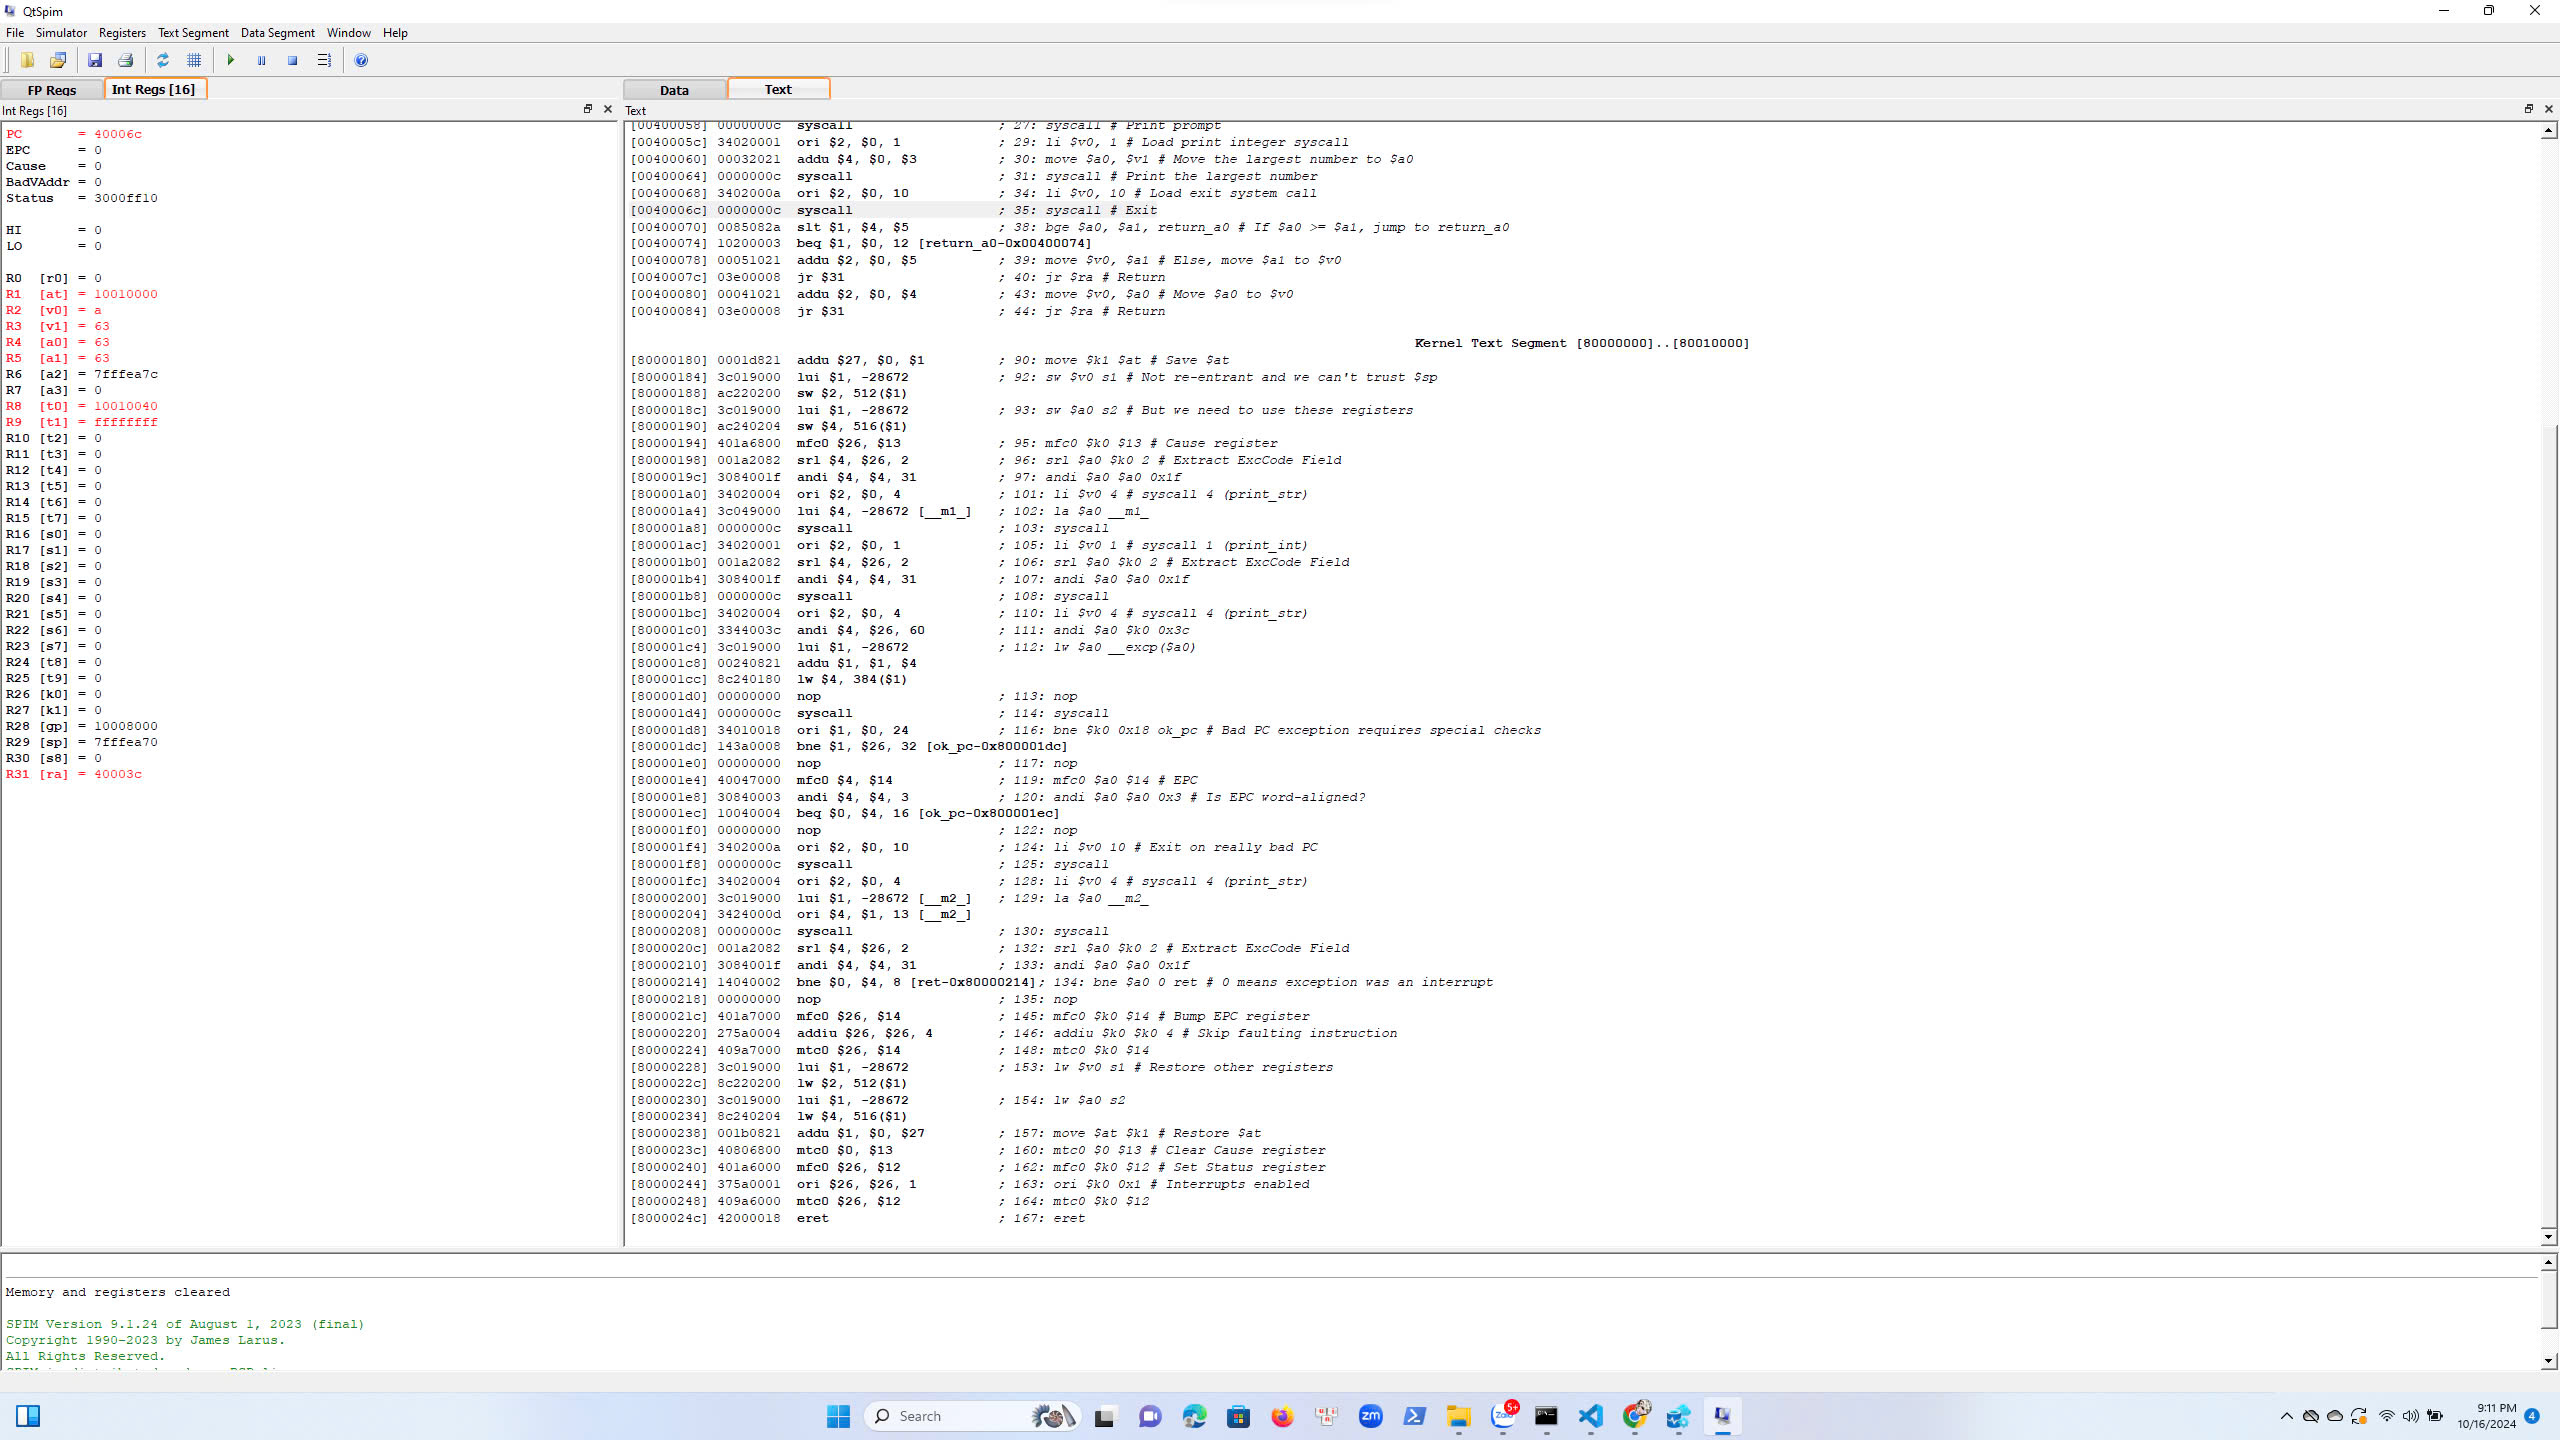 QtSpim
File Simulator Registers Text Segment Data Segment Window Help
FP Regs Int Regs [16] Data Text
Int Regs [16]
PC = 40006c
EPC = 0
Cause = 0
BadVAddr = 0
Status = 3000ff10
HI = 0
LO = 0
R0 [r0] = 0
R1 [at] = 10010000
R2 [v0] = a
R3 [v1] = 63
R4 [a0] = 63
R5 [a1] = 63
R6 [a2] = 7fffea7c
R7 [a3] = 0
R8 [t0] = 10010040
R9 [t1] = ffffffff
R10 [t2] = 0
R11 [t3] = 0
R12 [t4] = 0
R13 [t5] = 0
R14 [t6] = 0
R15 [t7] = 0
R16 [s0] = 0
R17 [s1] = 0
R18 [s2] = 0
R19 [s3] = 0
R20 [s4] = 0
R21 [s5] = 0
R22 [s6] = 0
R23 [s7] = 0
R24 [t8] = 0
R25 [t9] = 0
R26 [k0] = 0
R27 [k1] = 0
R28 [gp] = 10008000
R29 [sp] = 7fffea70
R30 [s8] = 0
R31 [ra] = 40003c
Text
[00400058] 0000000c syscall ; 27: syscall # Print prompt
[0040005c] 34020001 ori $2, $0, 1 ; 29: li $v0, 1 # Load print integer syscall
[00400060] 00032021 addu $4, $0, $3 ; 30: move $a0, $v1 # Move the largest number to $a0
[00400064] 0000000c syscall ; 31: syscall # Print the largest number
[00400068] 3402000a ori $2, $0, 10 ; 34: li $v0, 10 # Load exit system call
[0040006c] 0000000c syscall ; 35: syscall # Exit
[00400070] 0085082a slt $1, $4, $5 ; 38: bge $a0, $a1, return_a0 # If $a0 >= $a1, jump to return_a0
[00400074] 10200003 beq $1, $0, 12 [return_a0-0x00400074]
[00400078] 00051021 addu $2, $0, $5 ; 39: move $v0, $a1 # Else, move $a1 to $v0
[0040007c] 03e00008 jr $31 ; 40: jr $ra # Return
[00400080] 00041021 addu $2, $0, $4 ; 43: move $v0, $a0 # Move $a0 to $v0
[00400084] 03e00008 jr $31 ; 44: jr $ra # Return
Kernel Text Segment [80000000]..[80010000]
[80000180] 0001d821 addu $27, $0, $1 ; 90: move $k1 $at # Save $at
[80000184] 3c019000 lui $1, -28672 ; 92: sw $v0 s1 # Not re-entrant and we can't trust $sp
[80000188] ac220200 sw $2, 512($1)
[8000018c] 3c019000 lui $1, -28672 ; 93: sw $a0 s2 # But we need to use these registers
[80000190] ac240204 sw $4, 516($1)
[80000194] 401a6800 mfc0 $26, $13 ; 95: mfc0 $k0 $13 # Cause register
[80000198] 001a2082 srl $4, $26, 2 ; 96: srl $a0 $k0 2 # Extract ExcCode Field
[8000019c] 3084001f andi $4, $4, 31 ; 97: andi $a0 $a0 0x1f
[800001a0] 34020004 ori $2, $0, 4 ; 101: li $v0 4 # syscall 4 (print_str)
[800001a4] 3c049000 lui $4, -28672 [__m1_] ; 102: la $a0 __m1_
[800001a8] 0000000c syscall ; 103: syscall
[800001ac] 34020001 ori $2, $0, 1 ; 105: li $v0 1 # syscall 1 (print_int)
[800001b0] 001a2082 srl $4, $26, 2 ; 106: srl $a0 $k0 2 # Extract ExcCode Field
[800001b4] 3084001f andi $4, $4, 31 ; 107: andi $a0 $a0 0x1f
[800001b8] 0000000c syscall ; 108: syscall
[800001bc] 34020004 ori $2, $0, 4 ; 110: li $v0 4 # syscall 4 (print_str)
[800001c0] 3344003c andi $4, $26, 60 ; 111: andi $a0 $k0 0x3c
[800001c4] 3c019000 lui $1, -28672 ; 112: lw $a0 __excp($a0)
[800001c8] 00240821 addu $1, $1, $4
[800001cc] 8c240180 lw $4, 384($1)
[800001d0] 00000000 nop ; 113: nop
[800001d4] 0000000c syscall ; 114: syscall
[800001d8] 34010018 ori $1, $0, 24 ; 116: bne $k0 0x18 ok_pc # Bad PC exception requires special checks
[800001dc] 143a0008 bne $1, $26, 32 [ok_pc-0x800001dc]
[800001e0] 00000000 nop ; 117: nop
[800001e4] 40047000 mfc0 $4, $14 ; 119: mfc0 $a0 $14 # EPC
[800001e8] 30840003 andi $4, $4, 3 ; 120: andi $a0 $a0 0x3 # Is EPC word-aligned?
[800001ec] 10040004 beq $0, $4, 16 [ok_pc-0x800001ec]
[800001f0] 00000000 nop ; 122: nop
[800001f4] 3402000a ori $2, $0, 10 ; 124: li $v0 10 # Exit on really bad PC
[800001f8] 0000000c syscall ; 125: syscall
[800001fc] 34020004 ori $2, $0, 4 ; 128: li $v0 4 # syscall 4 (print_str)
[80000200] 3c019000 lui $1, -28672 [__m2_] ; 129: la $a0 __m2_
[80000204] 3424000d ori $4, $1, 13 [__m2_]
[80000208] 0000000c syscall ; 130: syscall
[8000020c] 001a2082 srl $4, $26, 2 ; 132: srl $a0 $k0 2 # Extract ExcCode Field
[80000210] 3084001f andi $4, $4, 31 ; 133: andi $a0 $a0 0x1f
[80000214] 14040002 bne $0, $4, 8 [ret-0x80000214]; 134: bne $a0 0 ret # 0 means exception was an interrupt
[80000218] 00000000 nop ; 135: nop
[8000021c] 401a7000 mfc0 $26, $14 ; 145: mfc0 $k0 $14 # Bump EPC register
[80000220] 275a0004 addiu $26, $26, 4 ; 146: addiu $k0 $k0 4 # Skip faulting instruction
[80000224] 409a7000 mtc0 $26, $14 ; 148: mtc0 $k0 $14
[80000228] 3c019000 lui $1, -28672 ; 153: lw $v0 s1 # Restore other registers
[8000022c] 8c220200 lw $2, 512($1)
[80000230] 3c019000 lui $1, -28672 ; 154: lw $a0 s2
[80000234] 8c240204 lw $4, 516($1)
[80000238] 001b0821 addu $1, $0, $27 ; 157: move $at $k1 # Restore $at
[8000023c] 40806800 mtc0 $0, $13 ; 160: mtc0 $0 $13 # Clear Cause register
[80000240] 401a6000 mfc0 $26, $12 ; 162: mfc0 $k0 $12 # Set Status register
[80000244] 375a0001 ori $26, $26, 1 ; 163: ori $k0 0x1 # Interrupts enabled
[80000248] 409a6000 mtc0 $26, $12 ; 164: mtc0 $k0 $12
[8000024c] 42000018 eret ; 167: eret
Memory and registers cleared
SPIM Version 9.1.24 of August 1, 2023 (final)
Copyright 1990-2023 by James Larus.
All Rights Reserved.
Search
zm
Zalo
5+
9:11 PM
10/16/2024
4